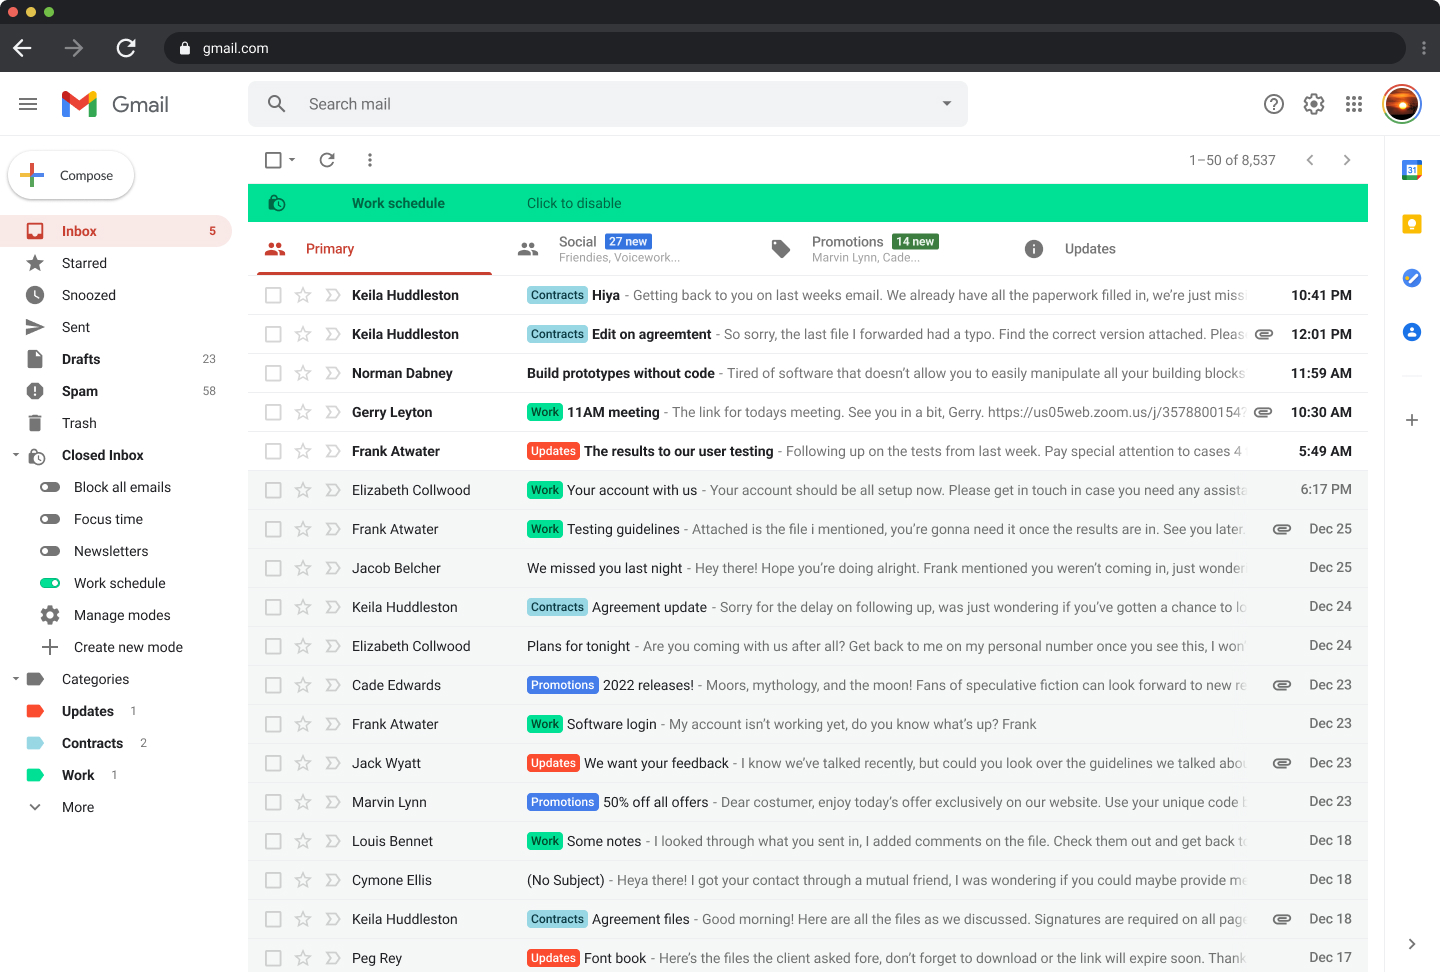 gmail.com
Gmail
Search mail
Compose
1–50 of 8,537
31
Work schedule Click to disable
Inbox 5
Starred
Snoozed
Sent
Drafts 23
Spam 58
Trash
Closed Inbox
Block all emails
Focus time
Newsletters
Work schedule
Manage modes
Create new mode
Categories
Updates 1
Contracts 2
Work 1
More
Primary
Social 27 new
Friendies, Voicework...
Promotions 14 new
Marvin Lynn, Cade...
Updates
Keila Huddleston Contracts Hiya - Getting back to you on last weeks email. We already have all the paperwork filled in, we're just 10:41 PM
Keila Huddleston Contracts Edit on agreemtent - So sorry, the last file I forwarded had a typo. Find the correct version attached. 12:01 PM
Norman Dabney Build prototypes without code - Tired of software that doesn't allow you to easily manipulate all your building blocks 11:59 AM
Gerry Leyton Work 11AM meeting - The link for todays meeting. See you in a bit, Gerry. https://us05web.zoom.us/j/3578800154? 10:30 AM
Frank Atwater Updates The results to our user testing - Following up on the tests from last week. Pay special attention to cases 4 5:49 AM
Elizabeth Collwood Work Your account with us - Your account should be all setup now. Please get in touch in case you need any 6:17 PM
Frank Atwater Work Testing guidelines - Attached is the file i mentioned, you're gonna need it once the results are in. See you later, Dec 25
Jacob Belcher We missed you last night - Hey there! Hope you're doing alright. Frank mentioned you weren't coming in, just Dec 25
Keila Huddleston Contracts Agreement update - Sorry for the delay on following up, was just wondering if you've gotten a chance to Dec 24
Elizabeth Collwood Plans for tonight - Are you coming with us after all? Get back to me on my personal number once you see this, I won' Dec 24
Cade Edwards Promotions 2022 releases! - Moors, mythology, and the moon! Fans of speculative fiction can look forward to new Dec 23
Frank Atwater Work Software login - My account isn't working yet, do you know what's up? Frank Dec 23
Jack Wyatt Updates We want your feedback - I know we've talked recently, but could you look over the guidelines we talked Dec 23
Marvin Lynn Promotions 50% off all offers - Dear costumer, enjoy today's offer exclusively on our website. Use your unique code Dec 23
Louis Bennet Work Some notes - I looked through what you sent in, I added comments on the file. Check them out and get back to Dec 18
Cymone Ellis (No Subject) - Heya there! I got your contact through a mutual friend, I was wondering if you could maybe provide me Dec 18
Keila Huddleston Contracts Agreement files - Good morning! Here are all the files as we discussed. Signatures are required on all Dec 18
Peg Rey Updates Font book - Here's the files the client asked fore, don't forget to download or the link will expire soon. Dec 17